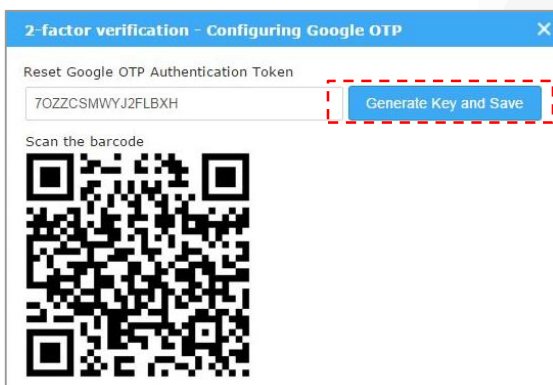 2-factor verification - Configuring Google OTP
Reset Google OTP Authentication Token
7OZZCSMWYJ2FLBXH
Generate Key and Save
Scan the barcode